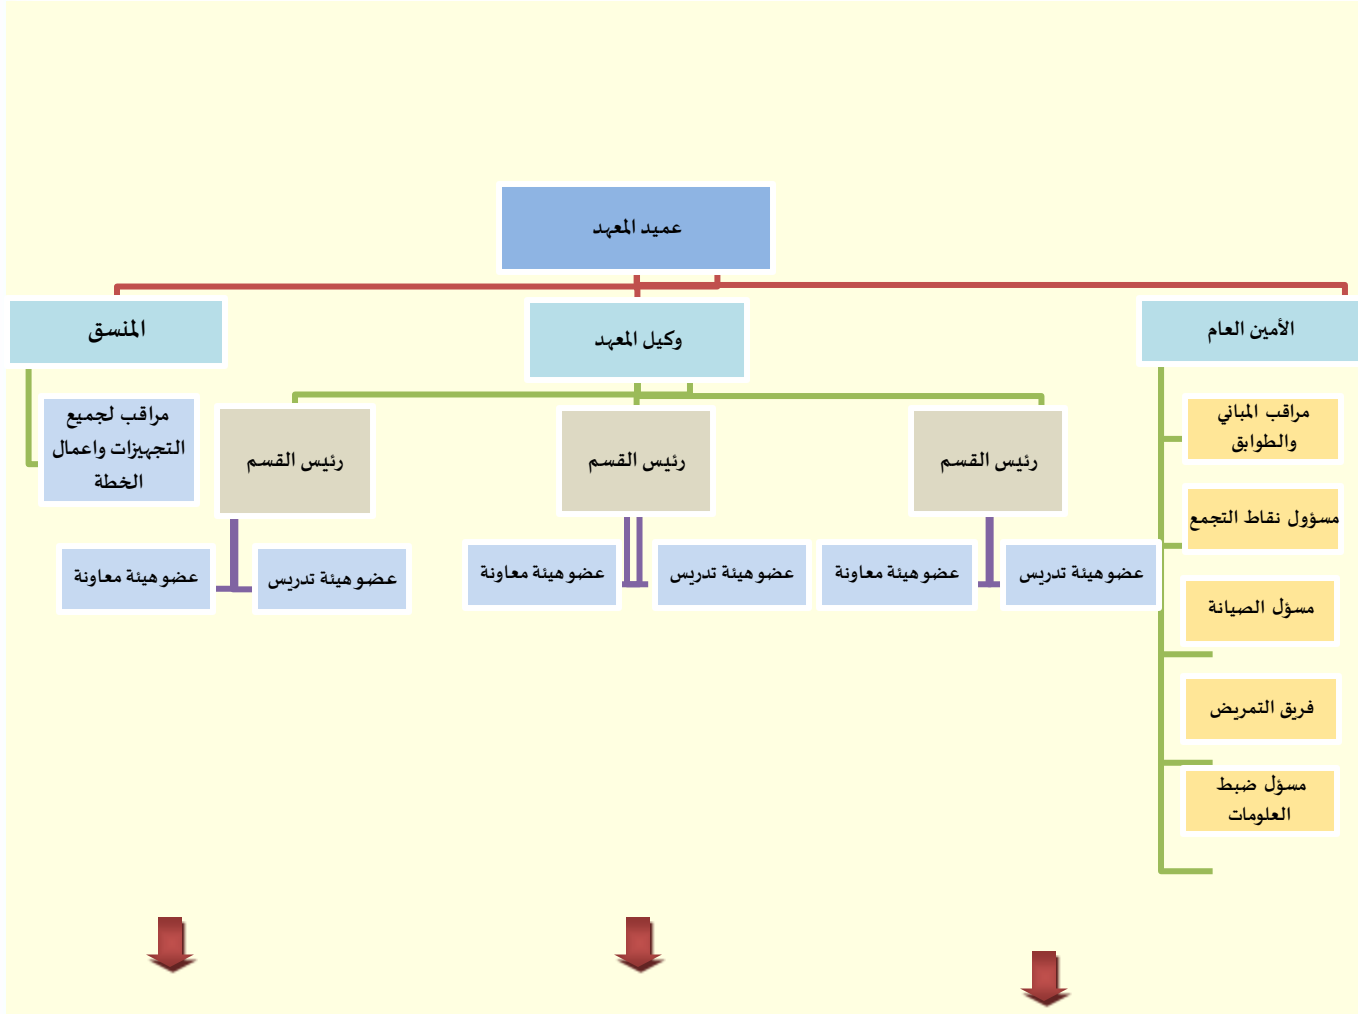 عميد المعهد
الأمين العام
وكيل المعهد
المنسق
مراقب المباني
والطوابق
مسؤول نقاط التجمع
مسؤل الصيانة
فريق التمريض
مسؤل ضبط
العلومات
رئيس القسم
رئيس القسم
رئيس القسم
عضو هيئة تدريس
عضو هيئة معاونة
عضو هيئة تدريس
عضو هيئة معاونة
عضو هيئة تدريس
عضو هيئة معاونة
مراقب لجميع
التجهيزات واعمال
الخطة